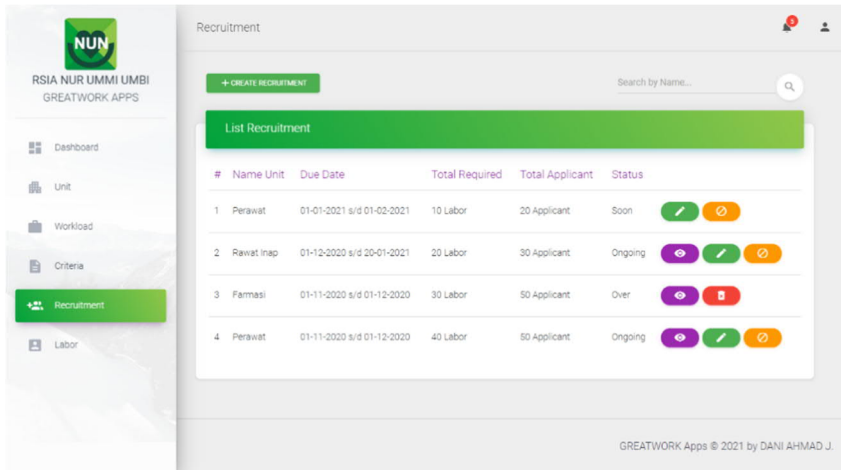 NUN
RSIA NUR UMMI UMBI
GREATWORK APPS
Dashboard
Unit
Workload
Criteria
Recruitment
Labor
Recruitment
5
+ CREATE RECRUITMENT
Search by Name...
List Recruitment
# Name Unit Due Date Total Required Total Applicant Status
1 Perawat 01-01-2021 s/d 01-02-2021 10 Labor 20 Applicant Soon
2 Rawat Inap 01-12-2020 s/d 20-01-2021 20 Labor 30 Applicant Ongoing
3 Farmasi 01-11-2020 s/d 01-12-2020 30 Labor 50 Applicant Over
4 Perawat 01-11-2020 s/d 01-12-2020 40 Labor 50 Applicant Ongoing
GREATWORK Apps © 2021 by DANI AHMAD J.